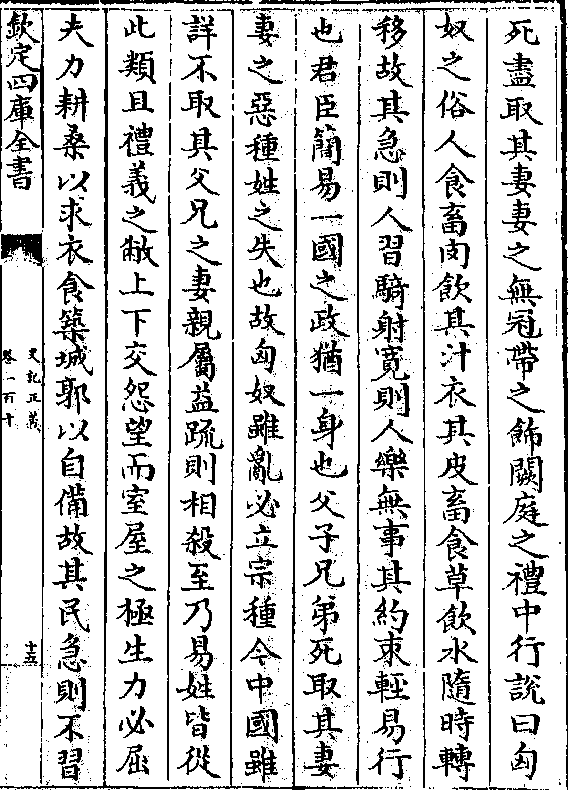 死盡取其妻妻之無冠帶之飾闕庭之禮中行說曰匈
奴之俗人食畜肉飲其汁衣其皮畜食草飲水隨時轉
移故其急則人習騎射寛則人樂無事其約束輕易行
也君臣簡易一國之政猶一身也父子兄弟死取其妻
妻之惡種姓之失也故匈奴雖亂必立宗種今中國雖
詳不取其父兄之妻親屬益疏則相殺至乃易姓皆從
此類且禮義之敝上下交怨望而室屋之極生力必屈
夫力耕桑以求衣食築城郭以自備故其民急則不習
欽定四庫全書
史記正義
卷一百十
十五